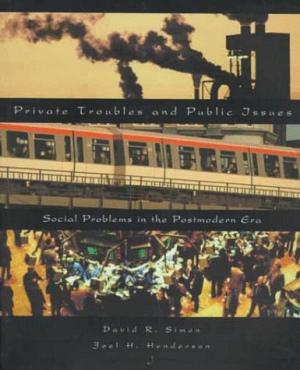 Private Troubles and Public Issues
Social Problems in the Postmodern Era
David R. Simon
Joel H. Henderson